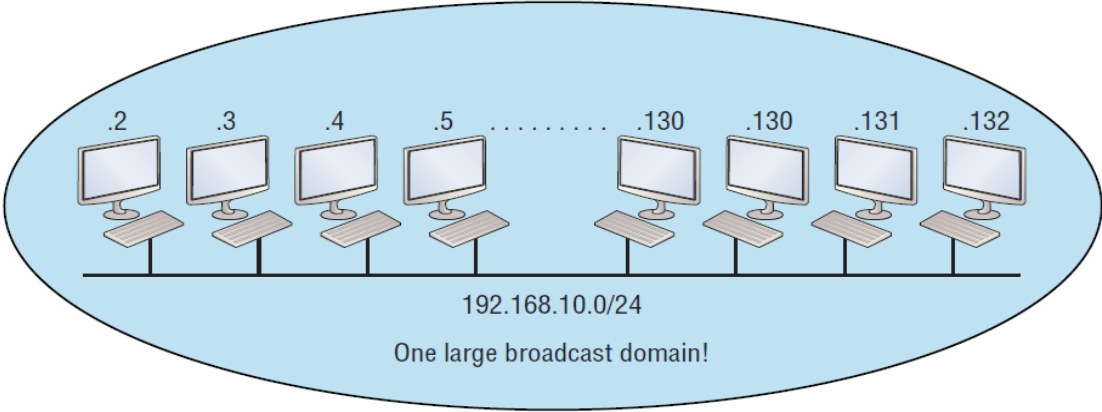 .2 .3 .4 .5 . . . . . . . . . .130 .130 .131 .132
192.168.10.0/24
One large broadcast domain!